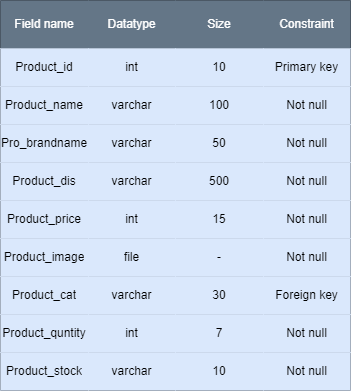 Field name Datatype Size Constraint
Product_id int 10 Primary key
Product_name varchar 100 Not null
Pro_brandname varchar 50 Not null
Product_dis varchar 500 Not null
Product_price int 15 Not null
Product_image file - Not null
Product_cat varchar 30 Foreign key
Product_quntity int 7 Not null
Product_stock varchar 10 Not null